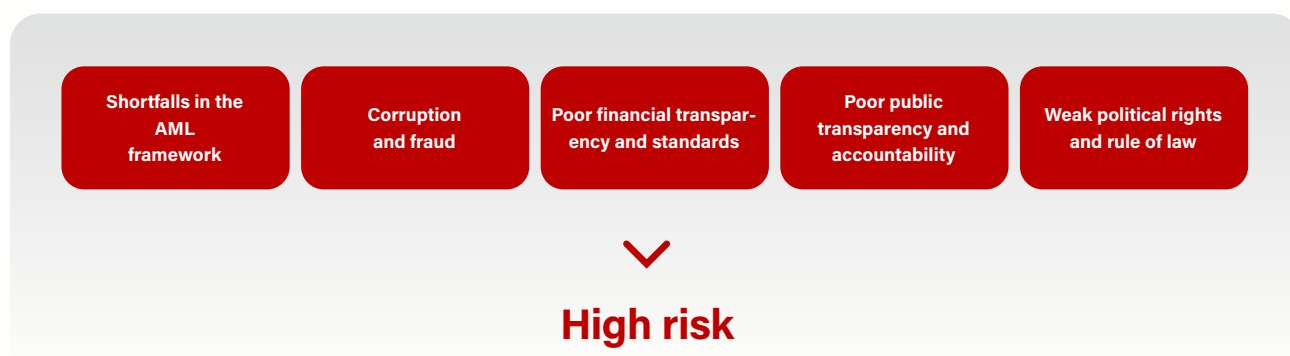 Shortfalls in the
AML
framework
Corruption
and fraud
Poor financial transpar-
ency and standards
Poor public
transparency and
accountability
Weak political rights
and rule of law
High risk